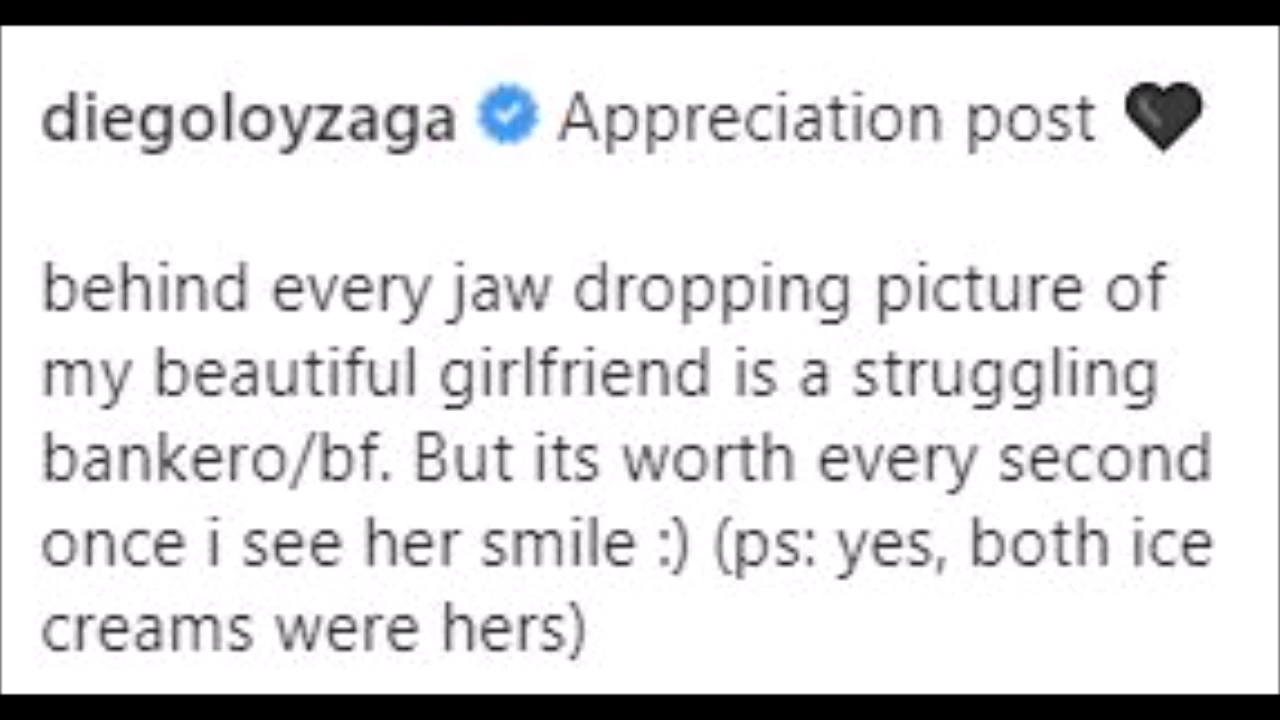 diegoloyzaga Appreciation post 🖤
behind every jaw dropping picture of
my beautiful girlfriend is a struggling
bankero/bf. But its worth every second
once i see her smile :) (ps: yes, both ice
creams were hers)